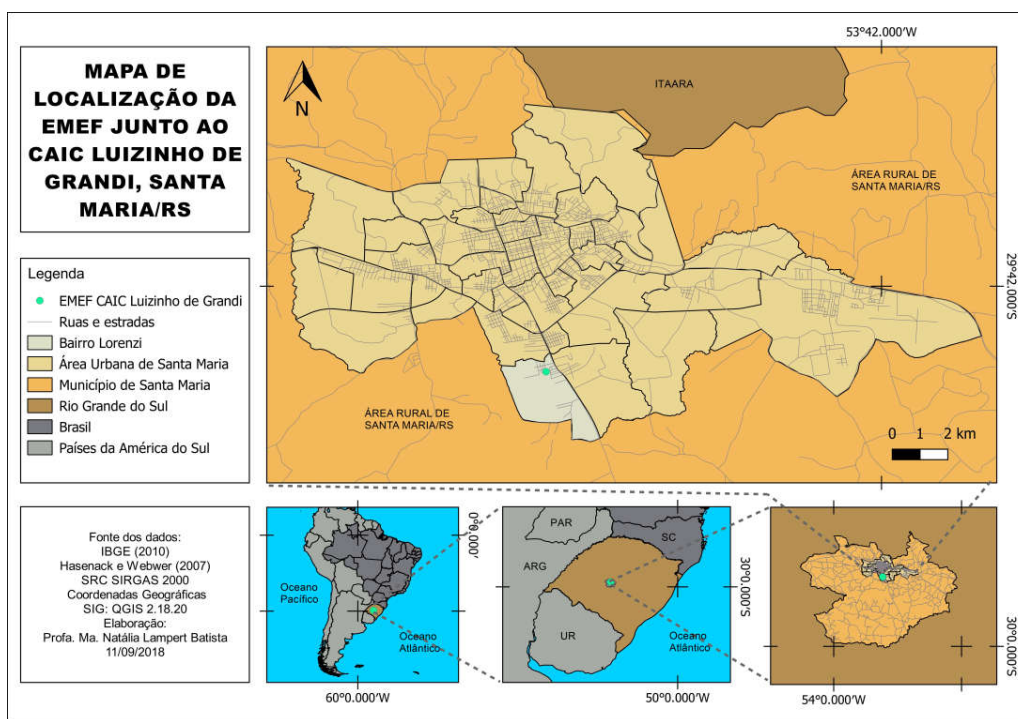 MAPA DE
LOCALIZAÇÃO DA
EMEF JUNTO AO
CAIC LUIZINHO DE
GRANDI, SANTA
MARIA/RS
Legenda
EMEF CAIC Luizinho de Grandi
Ruas e estradas
Bairro Lorenzi
Área Urbana de Santa Maria
Município de Santa Maria
Rio Grande do Sul
Brasil
Países da América do Sul
Fonte dos dados:
IBGE (2010)
Hasenack e Webwer (2007)
SRC SIRGAS 2000
Coordenadas Geográficas
SIG: QGIS 2.18.20
Elaboração:
Profa. Ma. Natália Lampert Batista
11/09/2018
53°42.000'W
N
ITAARA
ÁREA RURAL DE
SANTA MARIA/RS
29°42.000'S
ÁREA RURAL DE
SANTA MARIA/RS
0 1 2 km
Oceano
Pacífico
Oceano
Atlântico
0°0.000'
60°0.000'W
PAR
ARG
SC
UR
Oceano
Atlântico
30°0.000'S
50°0.000'W
30°0.000'S
54°0.000'W